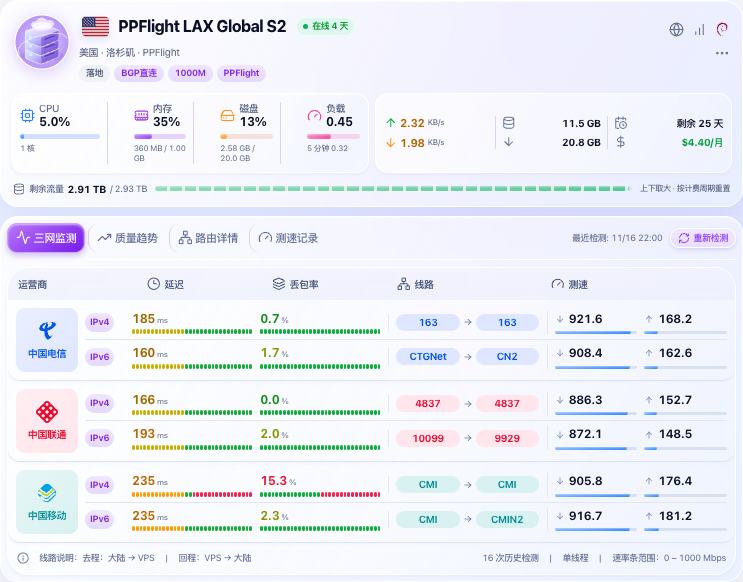 PPFlight LAX Global S2 在线 4 天
美国 · 洛杉矶 · PPFlight
落地 BGP直连 1000M PPFlight
CPU 5.0%
1 核
内存 35%
360 MB / 1.00 GB
磁盘 13%
2.58 GB / 20.0 GB
负载 0.45
5 分钟 0.32
2.32 KB/s 11.5 GB 剩余 25 天
1.98 KB/s 20.8 GB $4.40/月
剩余流量 2.91 TB / 2.93 TB 上下取大 · 按计费周期重置
三网监测 质量趋势 路由详情 测速记录 最近检测: 11/16 22:00 重新检测
运营商 延迟 丢包率 线路 测速
中国电信
IPv4 185 ms 0.7 % 163 → 163 ↓ 921.6 ↑ 168.2
IPv6 160 ms 1.7 % CTGNet → CN2 ↓ 908.4 ↑ 162.6
中国联通
IPv4 166 ms 0.0 % 4837 → 4837 ↓ 886.3 ↑ 152.7
IPv6 193 ms 2.0 % 10099 → 9929 ↓ 872.1 ↑ 148.5
中国移动
IPv4 235 ms 15.3 % CMI → CMI ↓ 905.8 ↑ 176.4
IPv6 235 ms 2.3 % CMI → CMIN2 ↓ 916.7 ↑ 181.2
线路说明: 去程: 大陆 → VPS | 回程: VPS → 大陆 16 次历史检测 | 单线程 | 速率条范围: 0 – 1000 Mbps